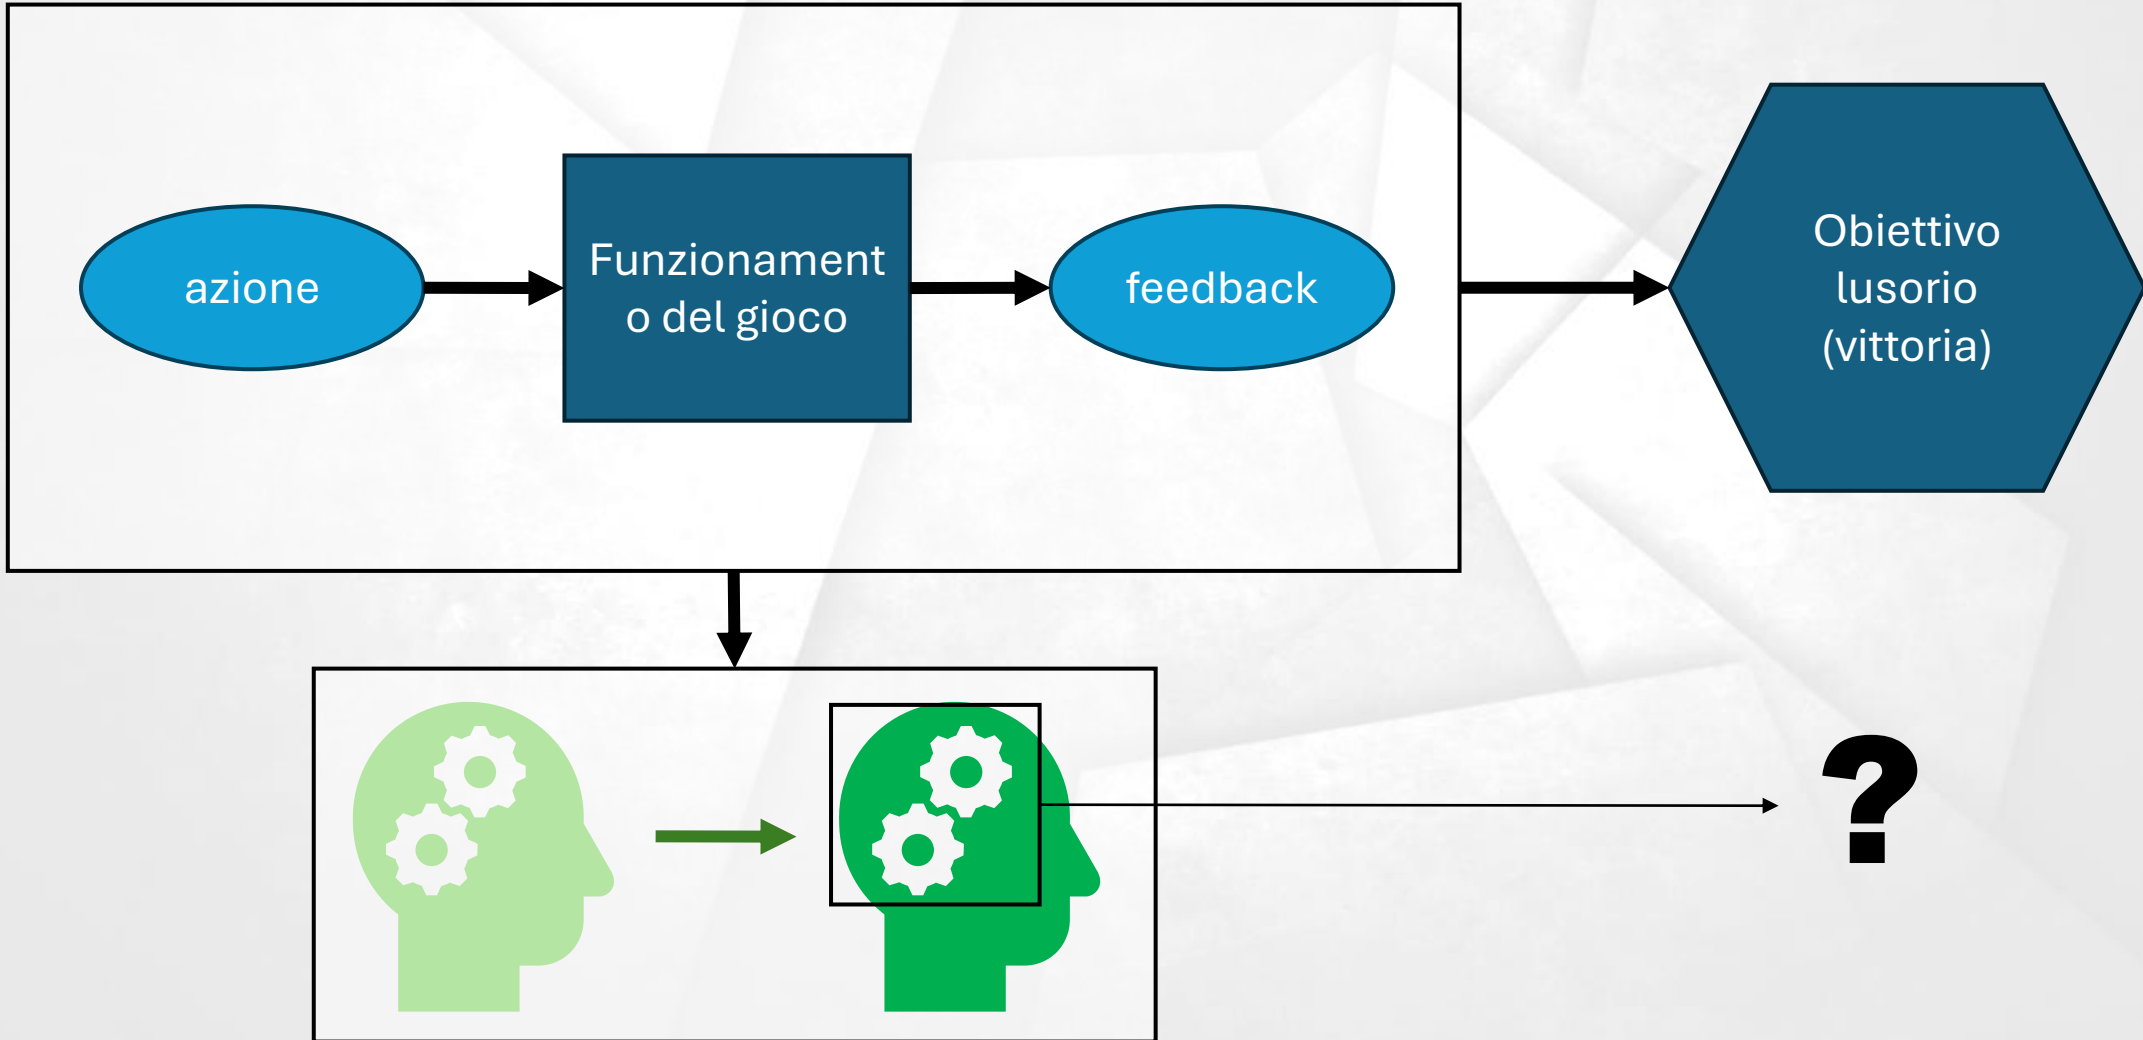 azione
Funzionament
o del gioco
feedback
Obiettivo
lusorio
(vittoria)
?